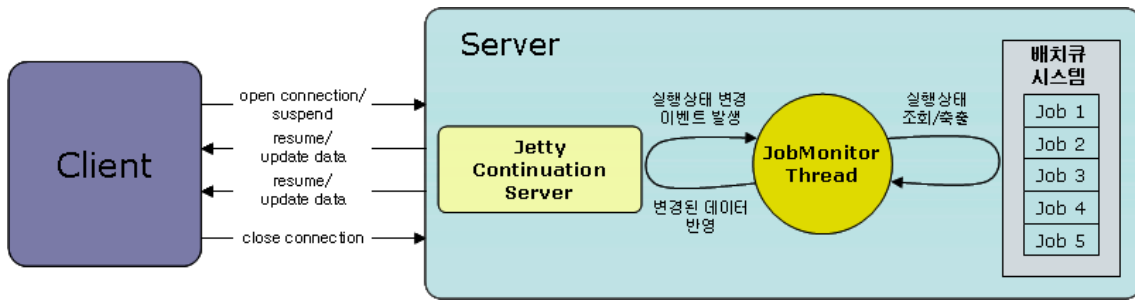 Client
open connection/
suspend
resume/
update data
resume/
update data
close connection
Server
Jetty
Continuation
Server
실행상태 변경
이벤트 발생
변경된 데이터
반영
JobMonitor
Thread
실행상태
조회/축출
배치큐
시스템
Job 1
Job 2
Job 3
Job 4
Job 5